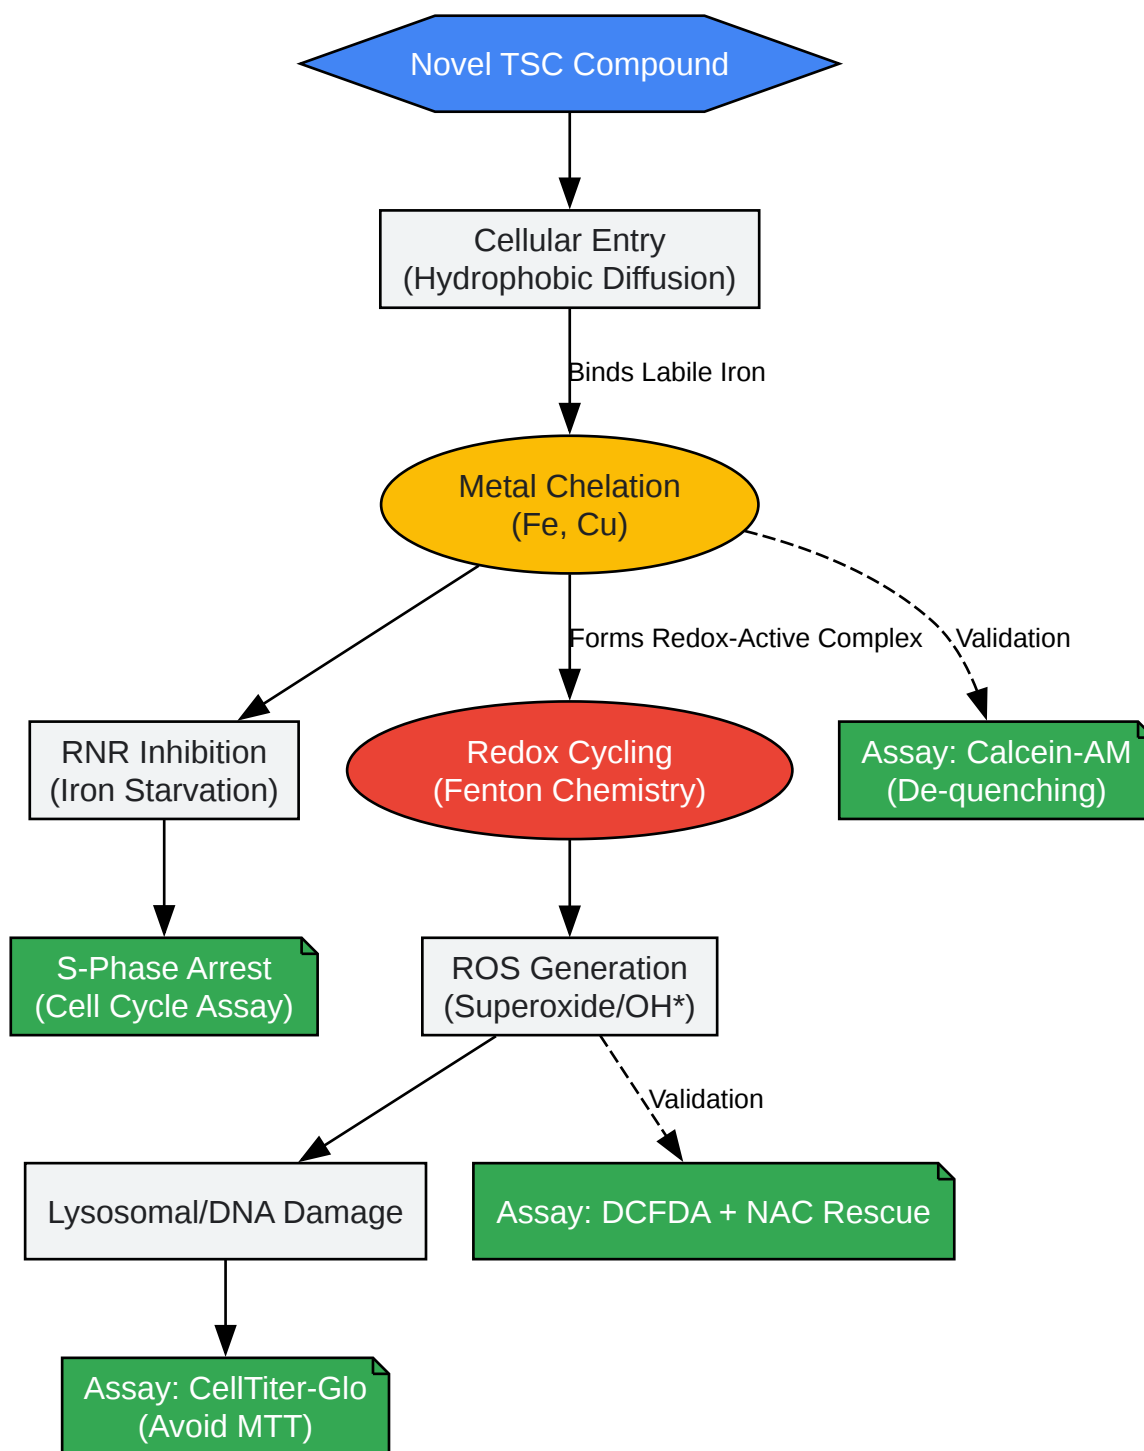 Novel TSC Compound
Cellular Entry
(Hydrophobic Diffusion)
Binds Labile Iron
Metal Chelation
(Fe, Cu)
Forms Redox-Active Complex
Validation
RNR Inhibition
(Iron Starvation)
Redox Cycling
(Fenton Chemistry)
Assay: Calcein-AM
(De-quenching)
S-Phase Arrest
(Cell Cycle Assay)
ROS Generation
(Superoxide/OH*)
Validation
Lysosomal/DNA Damage
Assay: DCFDA + NAC Rescue
Assay: CellTiter-Glo
(Avoid MTT)